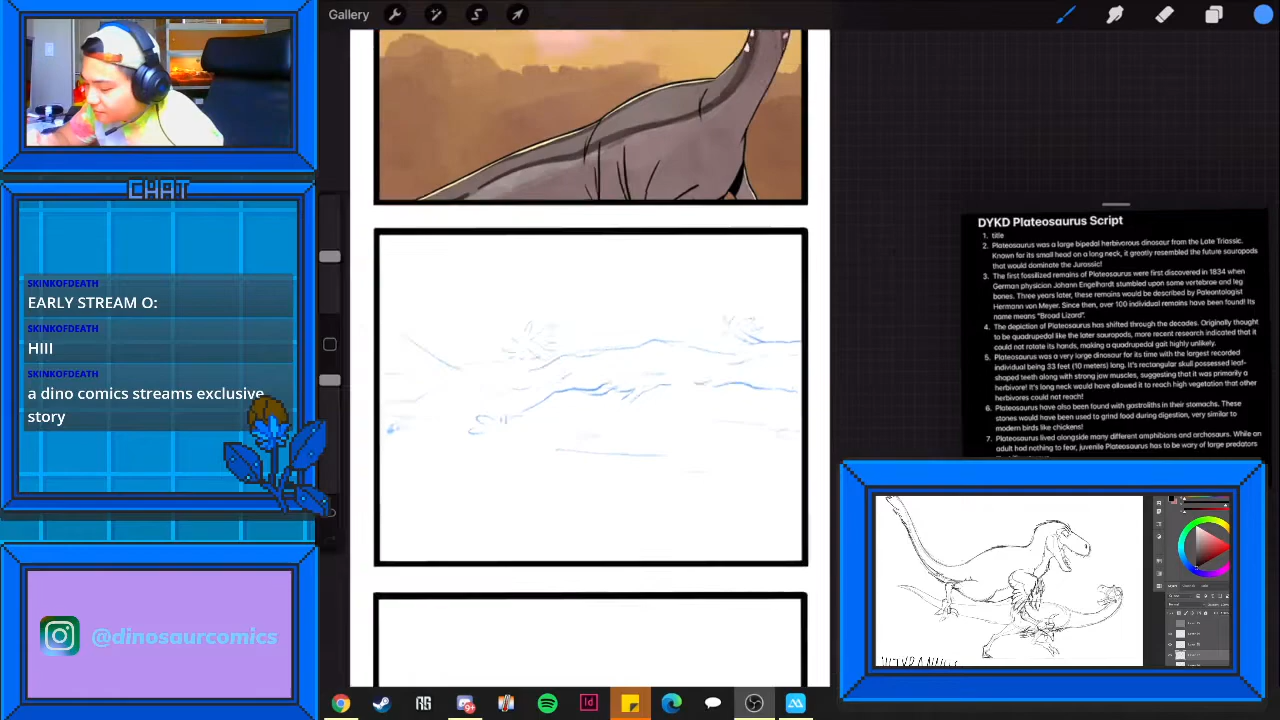 Gallery
CHAT
SKINKOFDEATH
EARLY STREAM O:
SKINKOFDEATH
HIII
SKINKOFDEATH
a dino comics streams exclusive
story
@dinosaurcomics
DYKD Plateosaurus Script
1. title
2. Plateosaurus was a large bipedal herbivorous dinosaur from the Late Triassic.
Known for its small head on a long neck, it greatly resembled the future sauropods
that would dominate the Jurassic!
3. The first fossilized remains of Plateosaurus were first discovered in 1834 when
German physician Johann Engelhardt stumbled upon some vertebrae and leg
bones. Three years later, these remains would be described by Paleontologist
Hermann von Meyer. Since then, over 100 individual remains have been found! Its
name means "Broad Lizard".
4. The depiction of Plateosaurus has shifted through the decades. Originally thought
to be quadrupedal like the later sauropods, more recent research indicated that it
could not rotate its hands, making a quadrupedal gait highly unlikely.
5. Plateosaurus was a very large dinosaur for its time with the largest recorded
individual being 33 feet (10 meters) long. It's rectangular skull possessed leaf-
shaped teeth along with strong jaw muscles, suggesting that it was primarily a
herbivore! It's long neck would have allowed it to reach high vegetation that other
herbivores could not reach!
6. Plateosaurus have also been found with gastroliths in their stomachs. These
stones would have been used to grind food during digestion, very similar to
modern birds like chickens!
7. Plateosaurus lived alongside many different amphibians and archosaurs. While an
adult had nothing to fear, juvenile Plateosaurus has to be wary of large predators